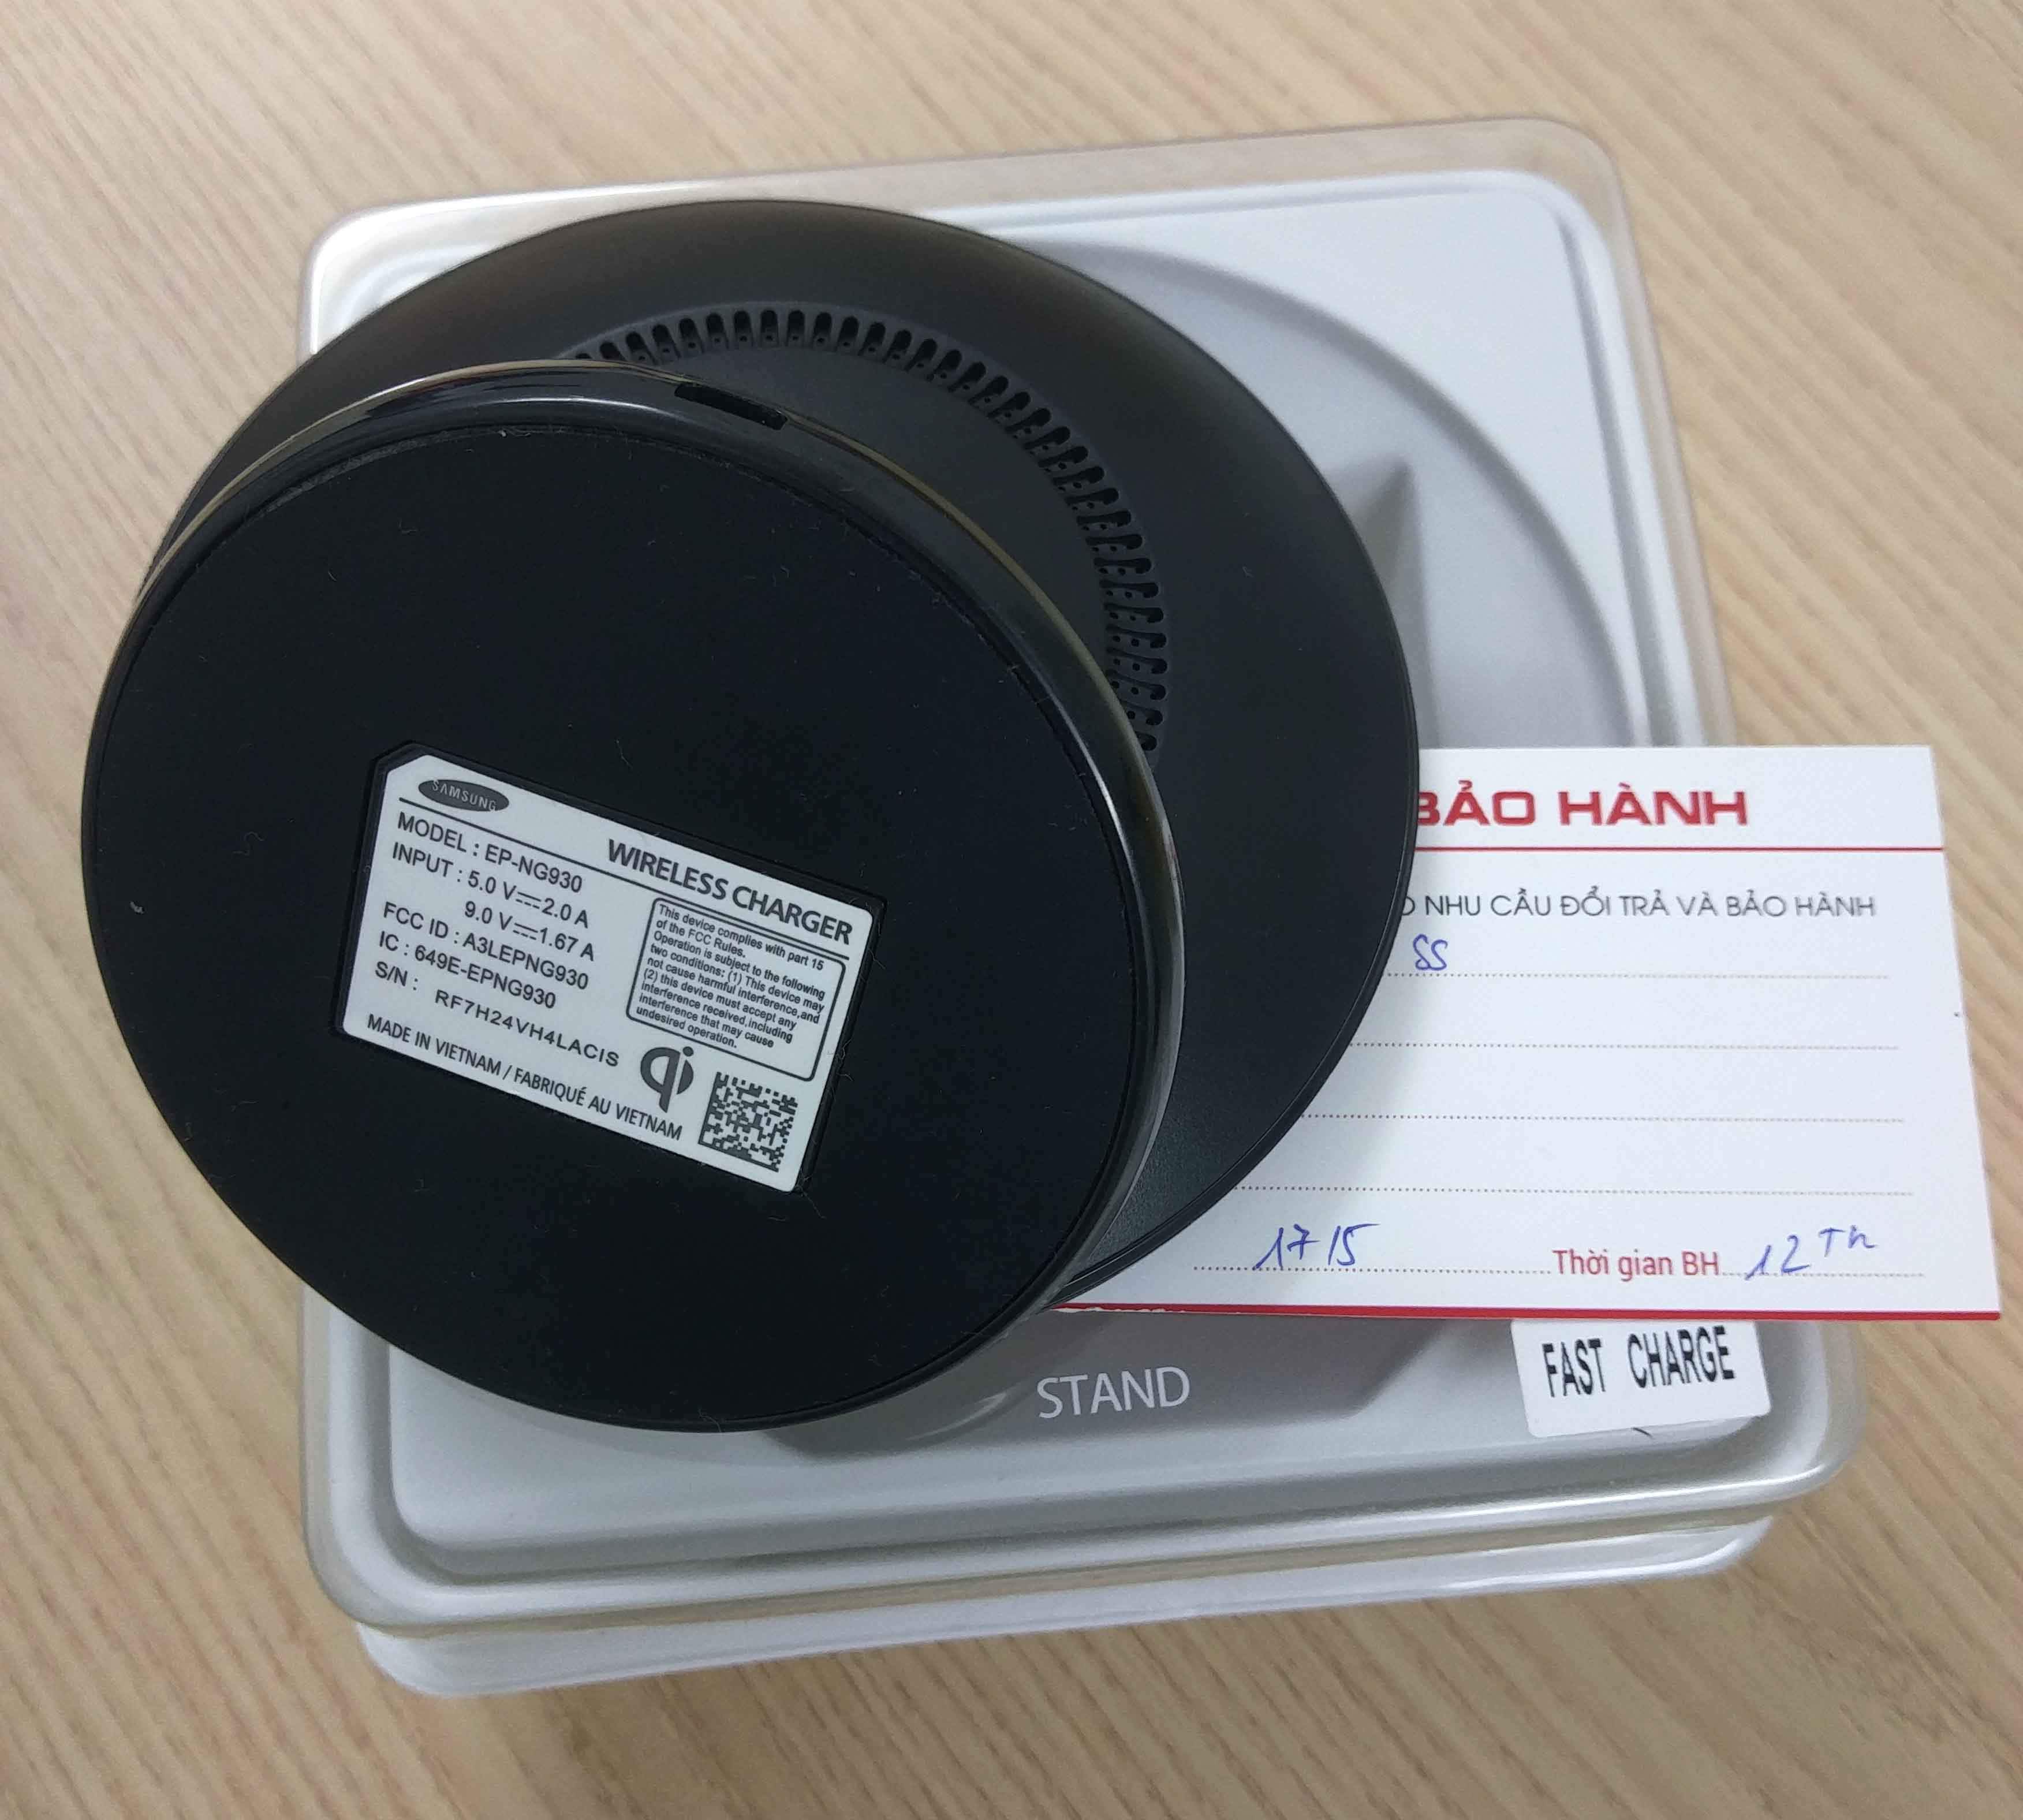 SAMSUNG
WIRELESS CHARGER
MODEL : EP-NG930
INPUT : 5.0 V⎓2.0 A
9.0 V⎓1.67 A
FCC ID : A3LEPNG930
IC : 649E-EPNG930
S/N : RF7H24VH4LACIS
MADE IN VIETNAM / FABRIQUÉ AU VIETNAM
This device complies with part 15
of the FCC Rules.
Operation is subject to the following
two conditions: (1) This device may
not cause harmful interference,and
(2) this device must accept any
interference received,including
interference that may cause
undesired operation.
qi
BẢO HÀNH
NHU CẦU ĐỔI TRẢ VÀ BẢO HÀNH
SS
17/5 Thời gian BH 12 Th
STAND
FAST CHARGE